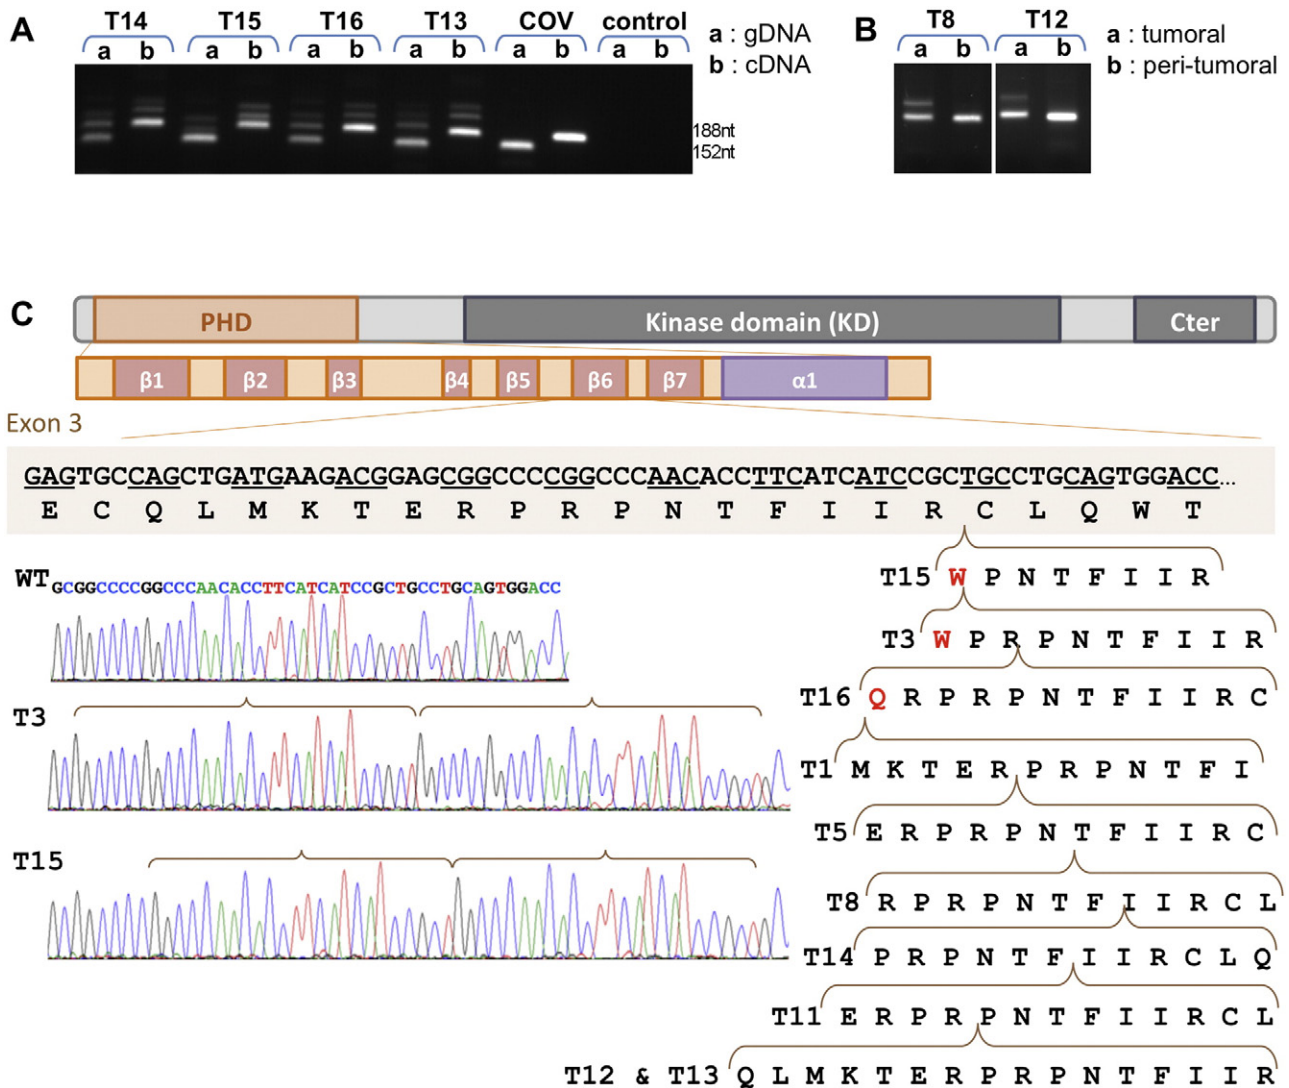 A
T14 T15 T16 T13 COV control
a b a b a b a b a b a b
a : gDNA
b : cDNA
188nt
152nt
B
T8 T12
a b a b
a : tumoral
b : peri-tumoral
C
PHD Kinase domain (KD) Cter
β1 β2 β3 β4 β5 β6 β7 α1
Exon 3
GAGTGCCAGCTGATGAAGACGGAGCGGCCCCGGCCCAACACCTTCATCATCCGCTGCCTGCAGTGGACC...
E C Q L M K T E R P R P N T F I I R C L Q W T
WT GCGGCCCCGGCCCAACACCTTCATCATCCGCTGCCTGCAGTGGACC
T3
T15
T15 W P N T F I I R
T3 W P R P N T F I I R
T16 Q R P R P N T F I I R C
T1 M K T E R P R P N T F I
T5 E R P R P N T F I I R C
T8 R P R P N T F I I R C L
T14 P R P N T F I I R C L Q
T11 E R P R P N T F I I R C L
T12 & T13 Q L M K T E R P R P N T F I I R